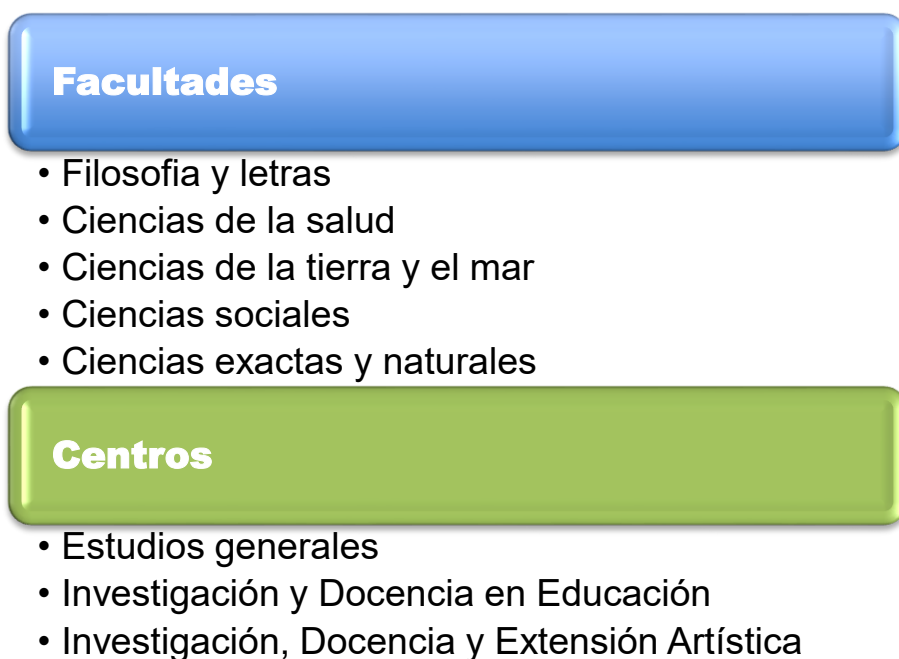 Facultades
• Filosofia y letras
• Ciencias de la salud
• Ciencias de la tierra y el mar
• Ciencias sociales
• Ciencias exactas y naturales
Centros
• Estudios generales
• Investigación y Docencia en Educación
• Investigación, Docencia y Extensión Artística